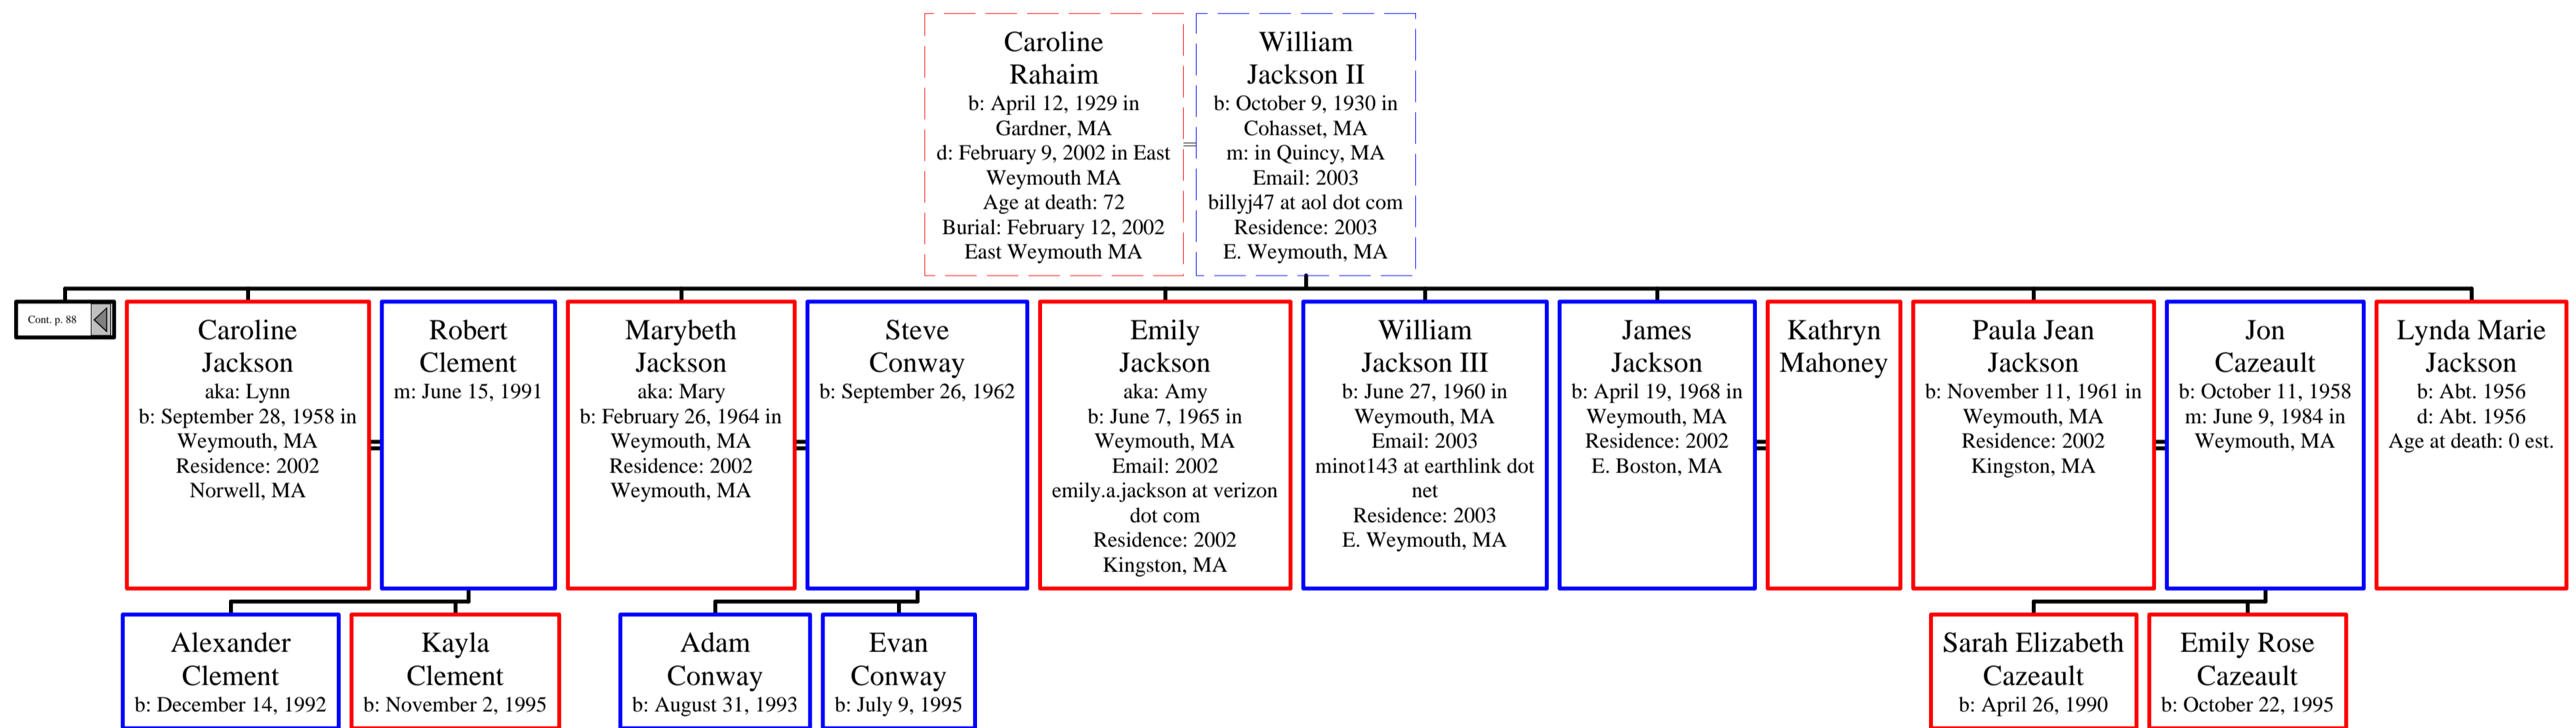 Caroline
Rahaim
b: April 12, 1929 in
Gardner, MA
d: February 9, 2002 in East
Weymouth MA
Age at death: 72
Burial: February 12, 2002
East Weymouth MA
William
Jackson II
b: October 9, 1930 in
Cohasset, MA
m: in Quincy, MA
Email: 2003
billyj47 at aol dot com
Residence: 2003
E. Weymouth, MA
Cont. p. 88
Caroline
Jackson
aka: Lynn
b: September 28, 1958 in
Weymouth, MA
Residence: 2002
Norwell, MA
Robert
Clement
m: June 15, 1991
Marybeth
Jackson
aka: Mary
b: February 26, 1964 in
Weymouth, MA
Residence: 2002
Weymouth, MA
Steve
Conway
b: September 26, 1962
Emily
Jackson
aka: Amy
b: June 7, 1965 in
Weymouth, MA
Email: 2002
emily.a.jackson at verizon
dot com
Residence: 2002
Kingston, MA
William
Jackson III
b: June 27, 1960 in
Weymouth, MA
Email: 2003
minot143 at earthlink dot
net
Residence: 2003
E. Weymouth, MA
James
Jackson
b: April 19, 1968 in
Weymouth, MA
Residence: 2002
E. Boston, MA
Kathryn
Mahoney
Paula Jean
Jackson
b: November 11, 1961 in
Weymouth, MA
Residence: 2002
Kingston, MA
Jon
Cazeault
b: October 11, 1958
m: June 9, 1984 in
Weymouth, MA
Lynda Marie
Jackson
b: Abt. 1956
d: Abt. 1956
Age at death: 0 est.
Alexander
Clement
b: December 14, 1992
Kayla
Clement
b: November 2, 1995
Adam
Conway
b: August 31, 1993
Evan
Conway
b: July 9, 1995
Sarah Elizabeth
Cazeault
b: April 26, 1990
Emily Rose
Cazeault
b: October 22, 1995